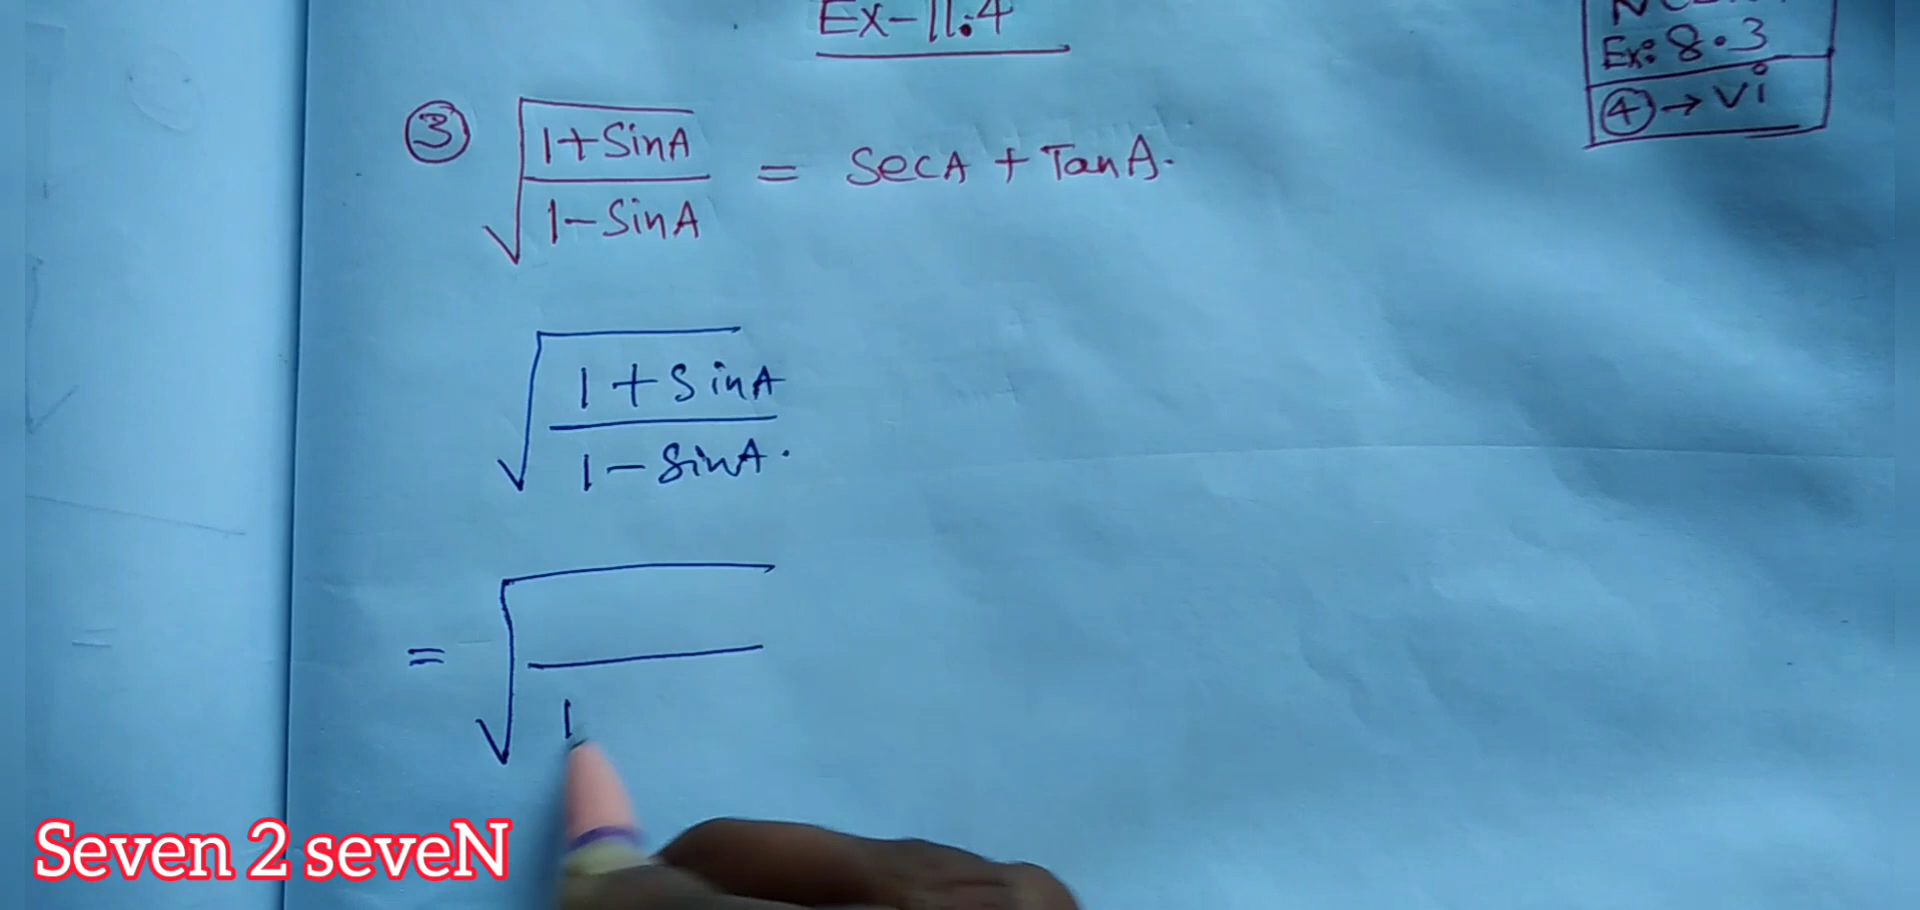 Ex-11.4
Ex: 8.3
④ → vi
③ √(1+SinA / 1-SinA) = SecA + TanA.
√(1+SinA / 1-SinA.
= √( / 1
Seven 2 seveN